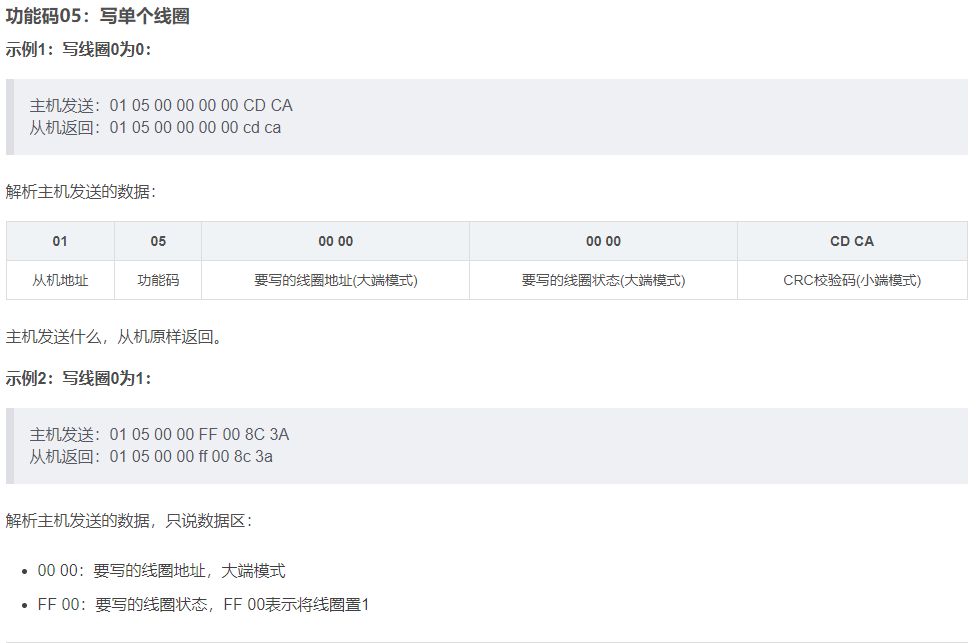 功能码05：写单个线圈
示例1：写线圈0为0：
主机发送：01 05 00 00 00 00 CD CA
从机返回：01 05 00 00 00 00 cd ca
解析主机发送的数据：
01 05 00 00 00 00 CD CA
从机地址 功能码 要写的线圈地址(大端模式) 要写的线圈状态(大端模式) CRC校验码(小端模式)
主机发送什么，从机原样返回。
示例2：写线圈0为1：
主机发送：01 05 00 00 FF 00 8C 3A
从机返回：01 05 00 00 ff 00 8c 3a
解析主机发送的数据，只说数据区：
• 00 00：要写的线圈地址，大端模式
• FF 00：要写的线圈状态，FF 00表示将线圈置1